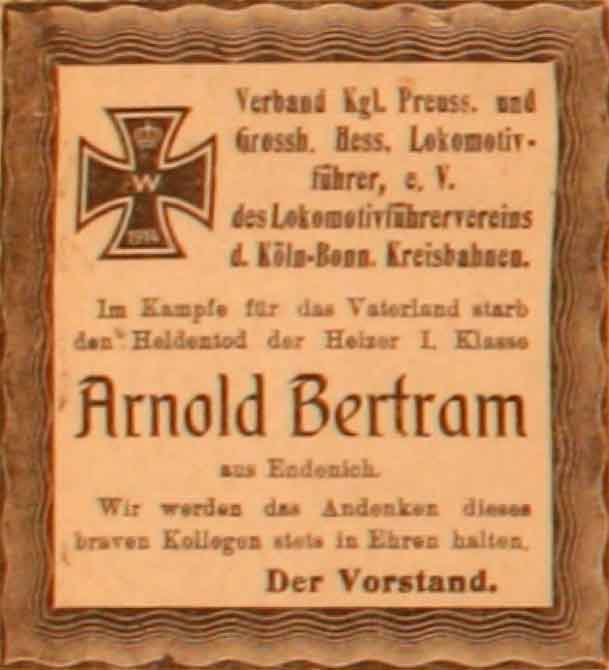 Verband Kgl. Preuss. und
Grossh. Hess. Lokomotiv-
führer, e. V.
des Lokomotivführervereins
d. Köln-Bonn. Kreisbahnen.
W
1914
Im Kampfe für das Vaterland starb
den Heldentod der Heizer I. Klasse
Arnold Bertram
aus Endenich.
Wir werden das Andenken dieses
braven Kollegen stets in Ehren halten.
Der Vorstand.